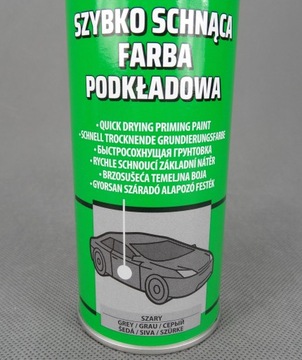 SZYBKO SCHNĄCA
FARBA
PODKŁADOWA
• QUICK DRYING PRIMING PAINT
• SCHNELL TROCKNENDE GRUNDIERUNGSFARBE
• БЫСТРОСОХНУЩАЯ ГРУНТОВКА
• RYCHLE SCHNOUCÍ ZÁKLADNÍ NÁTĚR
• BRZOSUŠEĆA TEMELJNA BOJA
• GYORSAN SZÁRADÓ ALAPOZÓ FESTÉK
SZARY
GREY / GRAU / СЕРЫЙ
ŠEDÁ / SIVA / SZÜRKE